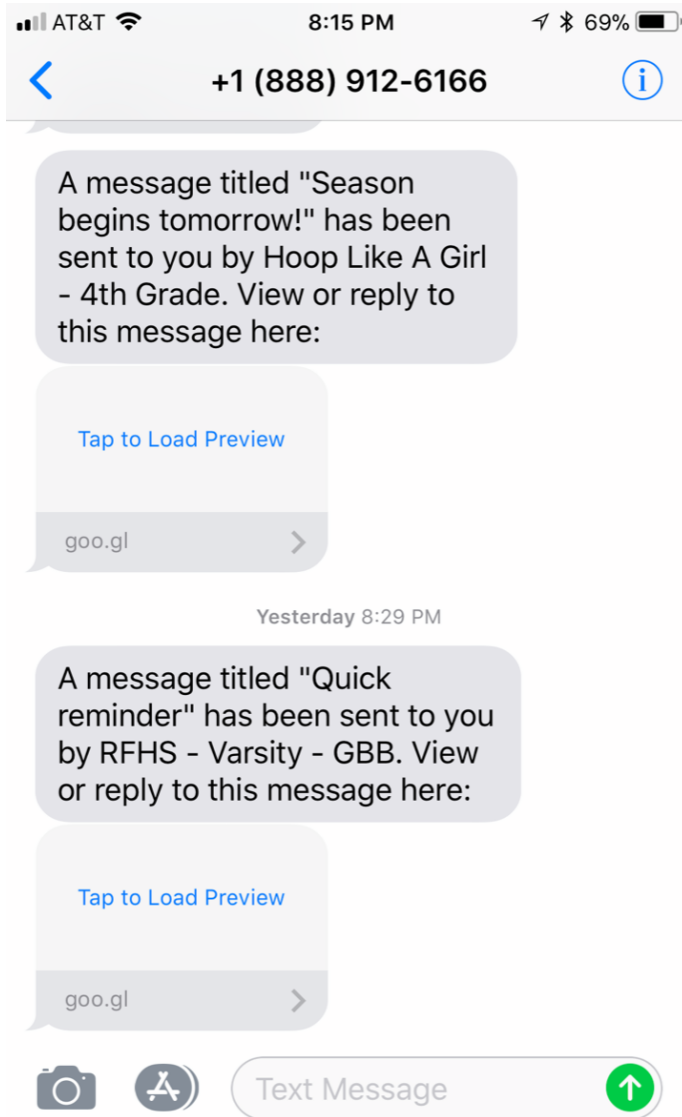 AT&T 8:15 PM 69%
+1 (888) 912-6166
A message titled "Season
begins tomorrow!" has been
sent to you by Hoop Like A Girl
- 4th Grade. View or reply to
this message here:
Tap to Load Preview
goo.gl
Yesterday 8:29 PM
A message titled "Quick
reminder" has been sent to you
by RFHS - Varsity - GBB. View
or reply to this message here:
Tap to Load Preview
goo.gl
Text Message